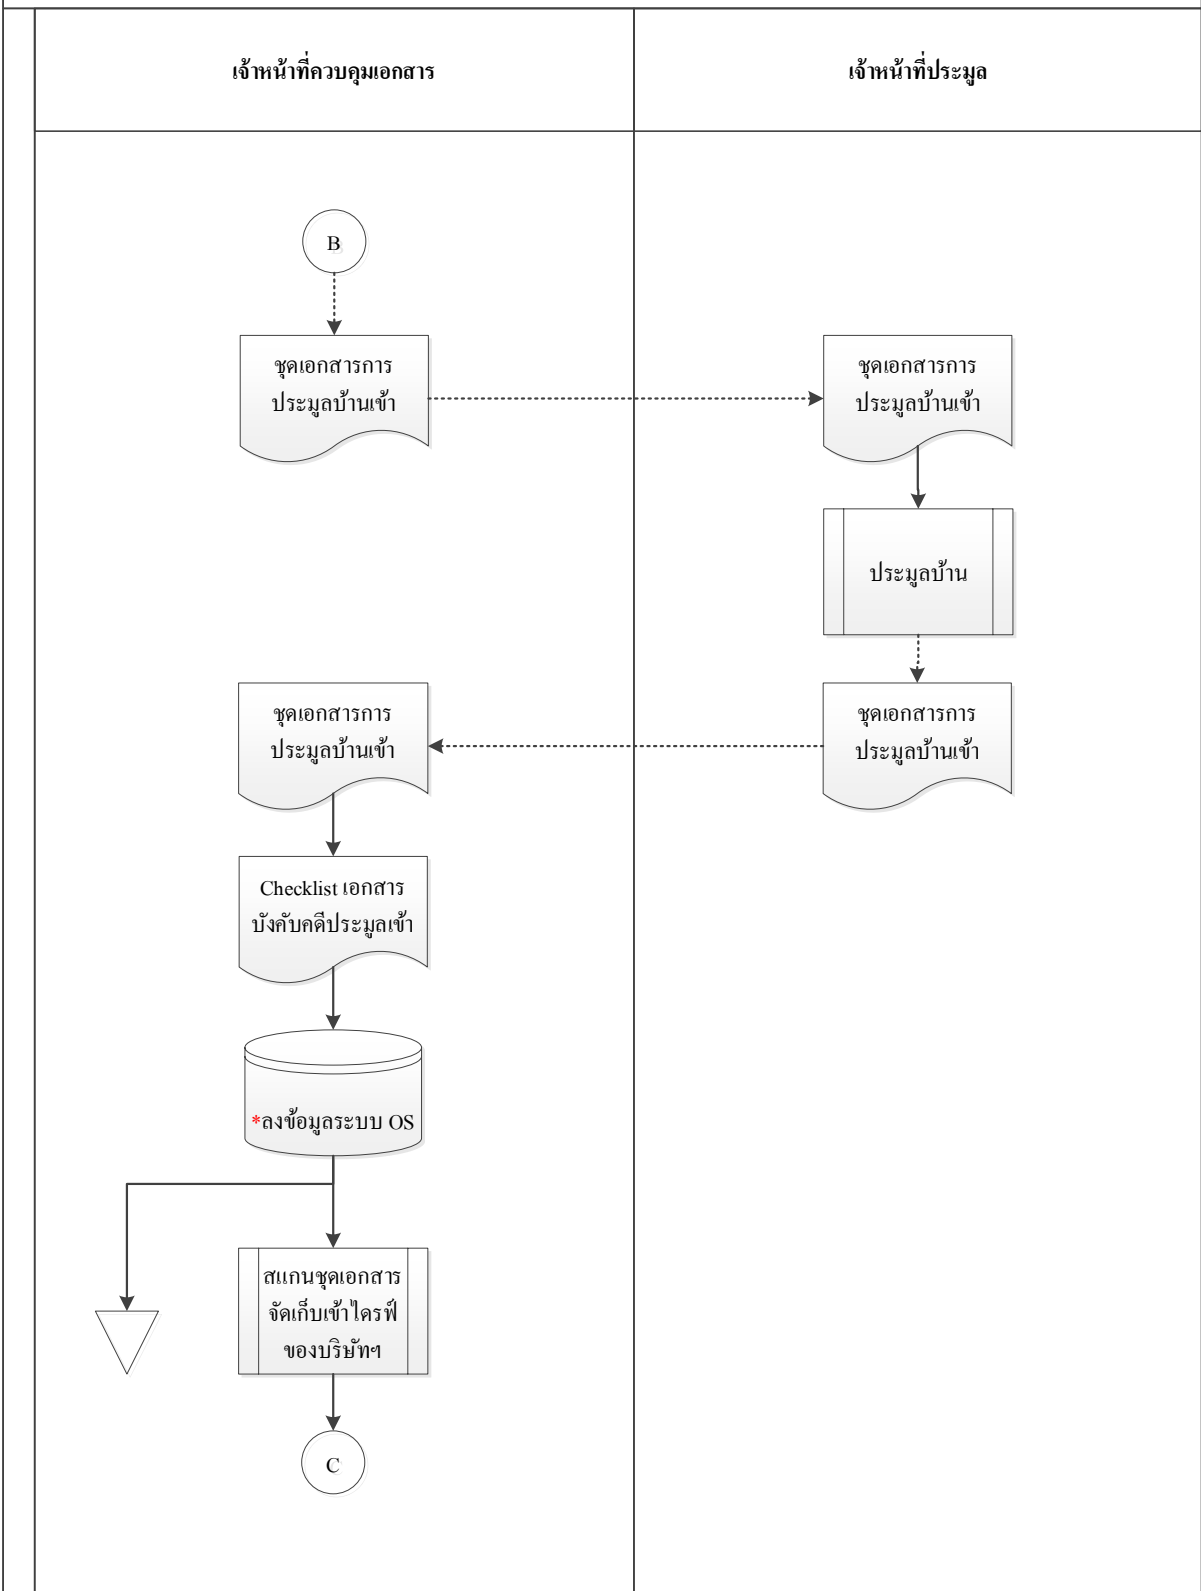 เจ้าหน้าที่ควบคุมเอกสาร
เจ้าหน้าที่ประมูล
B
ชุดเอกสารการ
ประมูลบ้านเข้า
ชุดเอกสารการ
ประมูลบ้านเข้า
ประมูลบ้าน
ชุดเอกสารการ
ประมูลบ้านเข้า
ชุดเอกสารการ
ประมูลบ้านเข้า
Checklist เอกสาร
บังคับคดีประมูลเข้า
*ลงข้อมูลระบบ OS
สแกนชุดเอกสาร
จัดเก็บเข้าไดรฟ์
ของบริษัทฯ
C